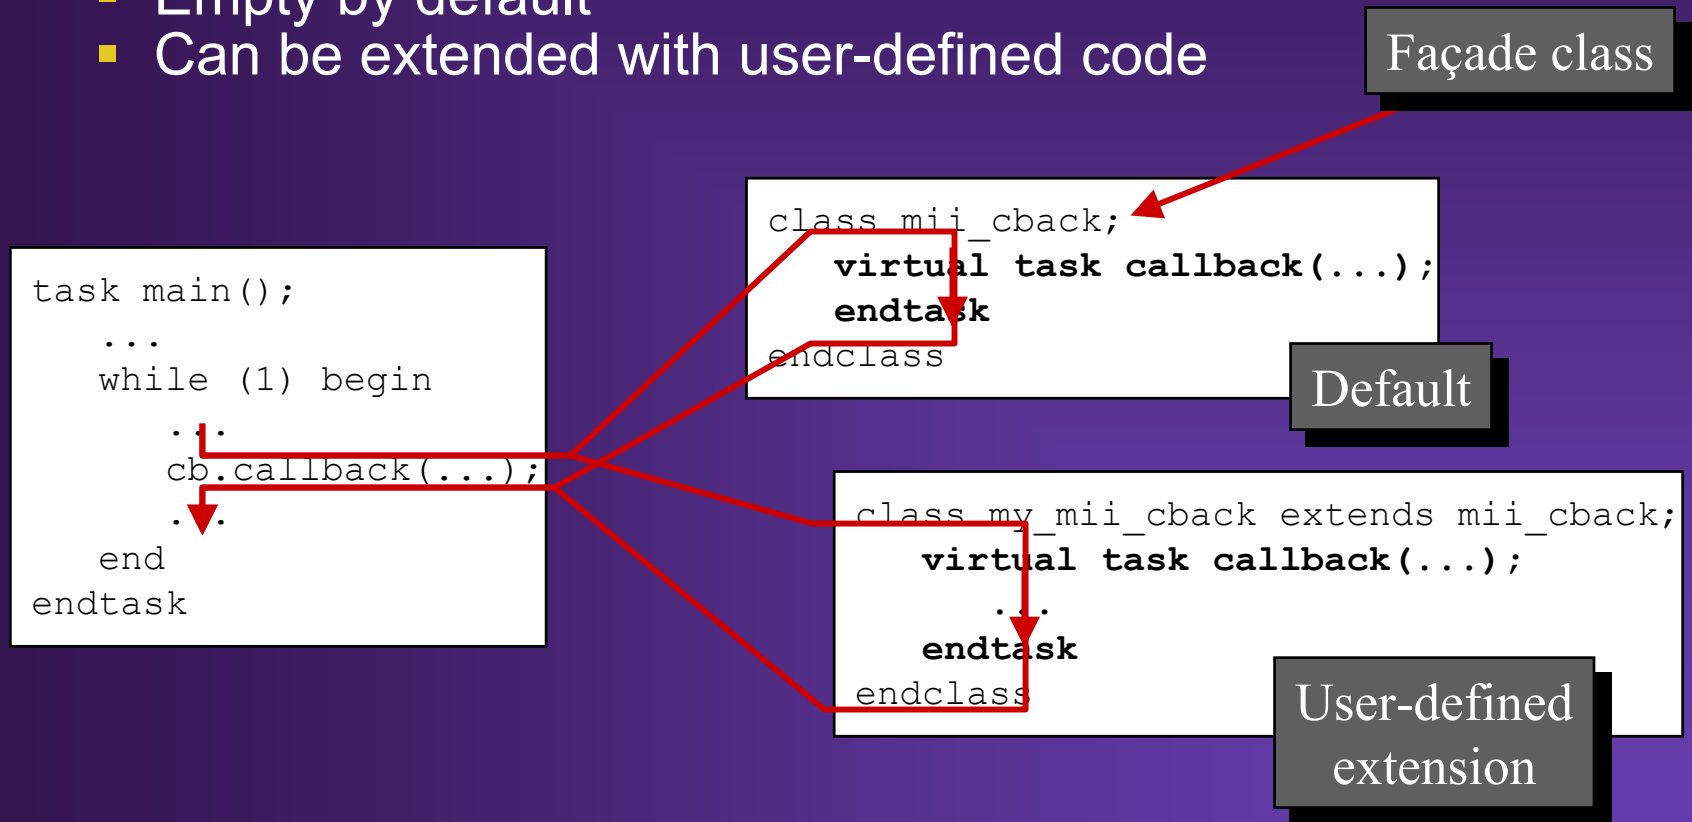 Empty by default
Can be extended with user-defined code
Façade class
class mii_cback;
virtual task callback(...);
endtask
endclass
Default
task main();
...
while (1) begin
...
cb.callback(...);
...
end
endtask
class my_mii_cback extends mii_cback;
virtual task callback(...);
...
endtask
endclass
User-defined
extension